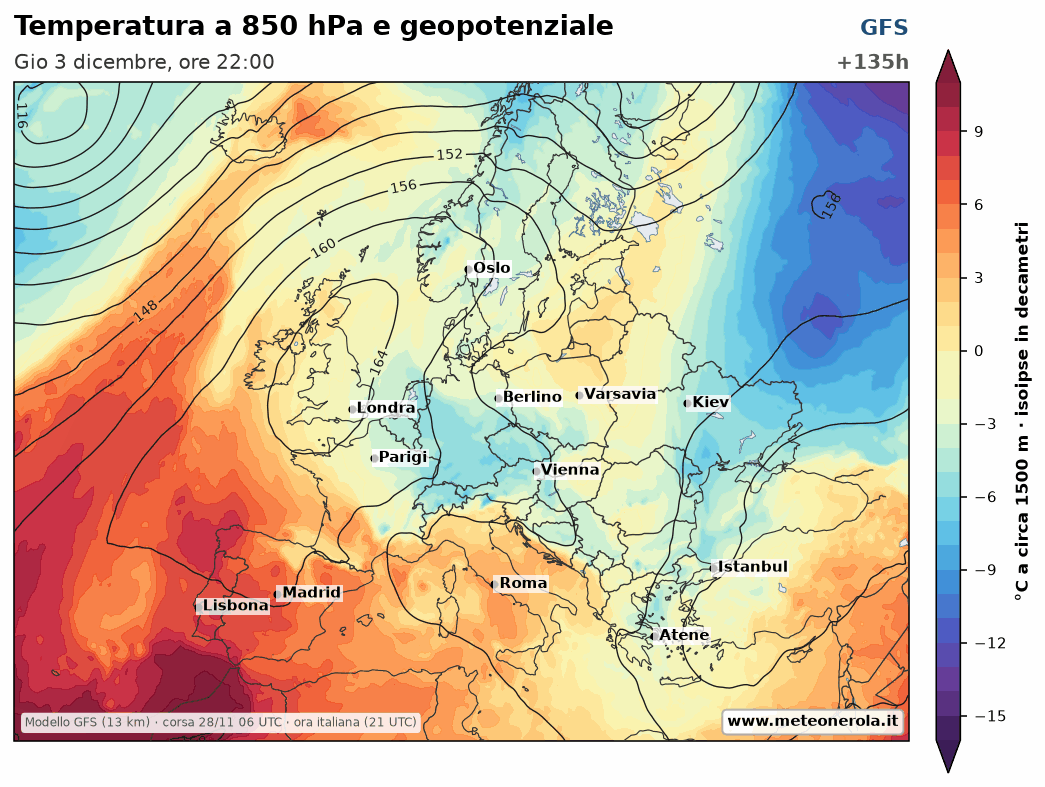 Temperatura a 850 hPa e geopotenziale
GFS
Gio 3 dicembre, ore 22:00
+135h
116
152
156
156
160
148
164
Oslo
Londra
Berlino
Varsavia
Kiev
Parigi
Vienna
Istanbul
Roma
Madrid
Lisbona
Atene
Modello GFS (13 km) · corsa 28/11 06 UTC · ora italiana (21 UTC)
www.meteonerola.it
9
6
3
0
−3
−6
−9
−12
−15
°C a circa 1500 m · isoipse in decametri